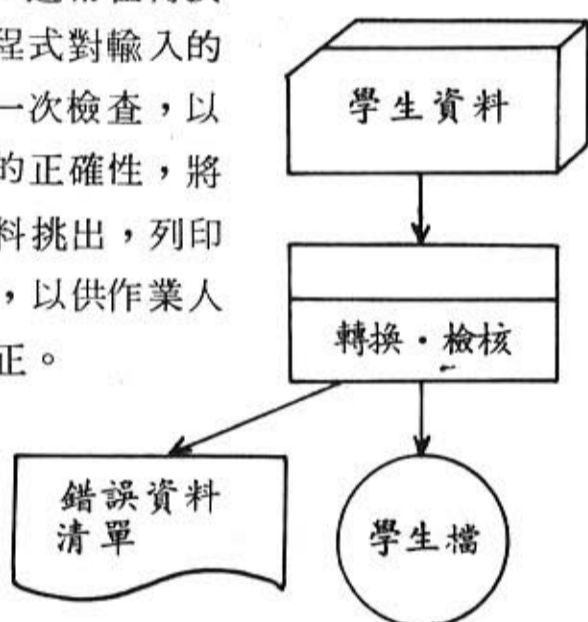 程式對輸入的
一次檢查，以
的正確性，將
料挑出，列印
，以供作業人
正。
學生資料
轉換・檢核
錯誤資料
清單
學生檔